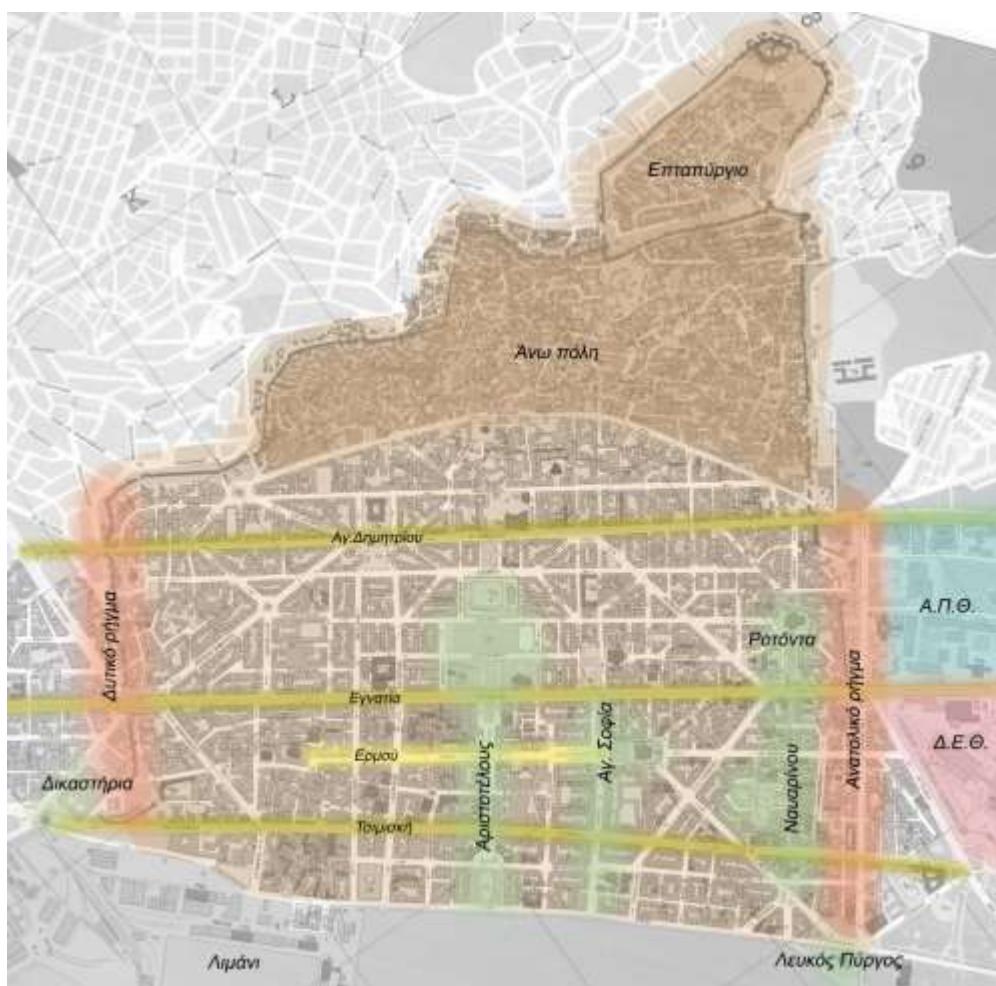 Επταπύργιο
Άνω πόλη
Αγ.Δημητρίου
Α.Π.Θ.
Δυτικό ρήγμα
Ροτόντα
Ανατολικό ρήγμα
Εγνατία
Αγ. Σοφία
Δ.Ε.Θ.
Ερμού
Αριστοτέλους
Ναυαρίνου
Δικαστήρια
Τσιμισκή
Λιμάνι
Λευκός Πύργος